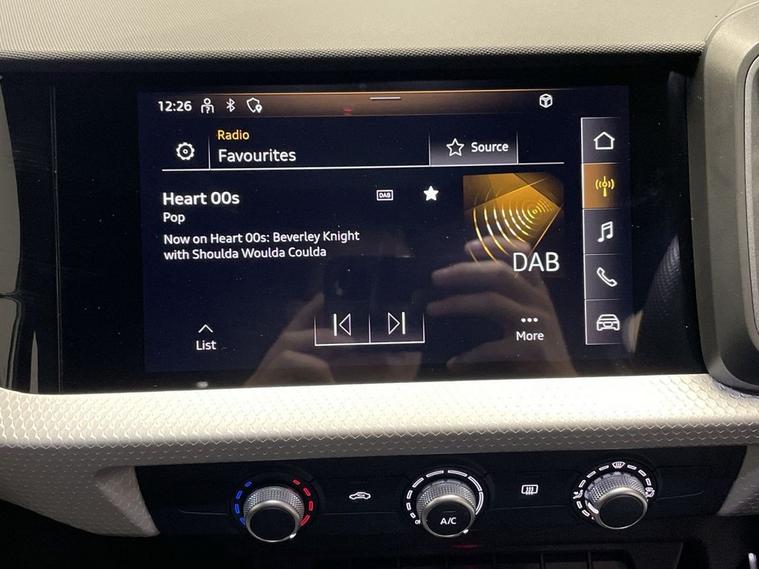 12:26
Radio
Favourites
Source
Heart 00s
DAB
Pop
Now on Heart 00s: Beverley Knight
with Shoulda Woulda Coulda
DAB
List
More
A/C